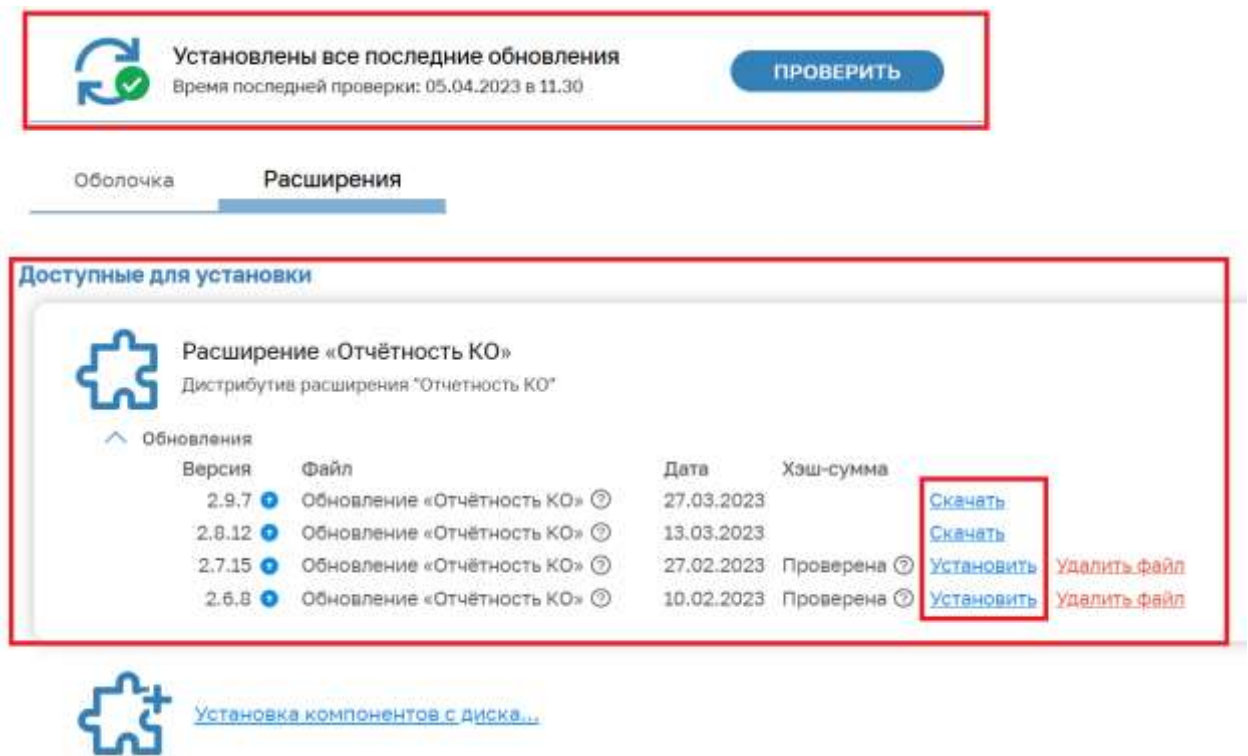 Установлены все последние обновления
Время последней проверки: 05.04.2023 в 11.30
ПРОВЕРИТЬ
Оболочка Расширения
Доступные для установки
Расширение «Отчётность КО»
Дистрибутив расширения "Отчетность КО"
Обновления
Версия Файл Дата Хэш-сумма
2.9.7 Обновление «Отчётность КО» 27.03.2023 Скачать
2.8.12 Обновление «Отчётность КО» 13.03.2023 Скачать
2.7.15 Обновление «Отчётность КО» 27.02.2023 Проверена Установить Удалить файл
2.6.8 Обновление «Отчётность КО» 10.02.2023 Проверена Установить Удалить файл
Установка компонентов с диска...